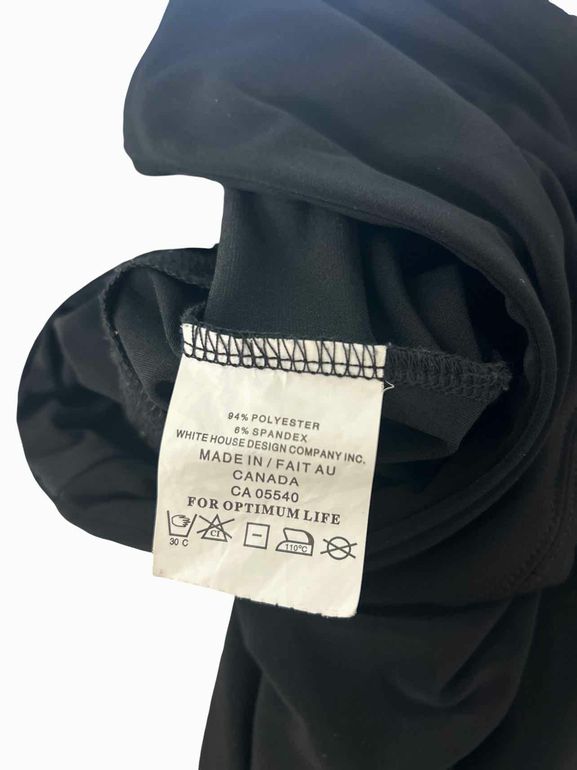 94% POLYESTER
6% SPANDEX
WHITE HOUSE DESIGN COMPANY INC.
MADE IN / FAIT AU
CANADA
CA 05540
FOR OPTIMUM LIFE
30 C
Cl
110°C